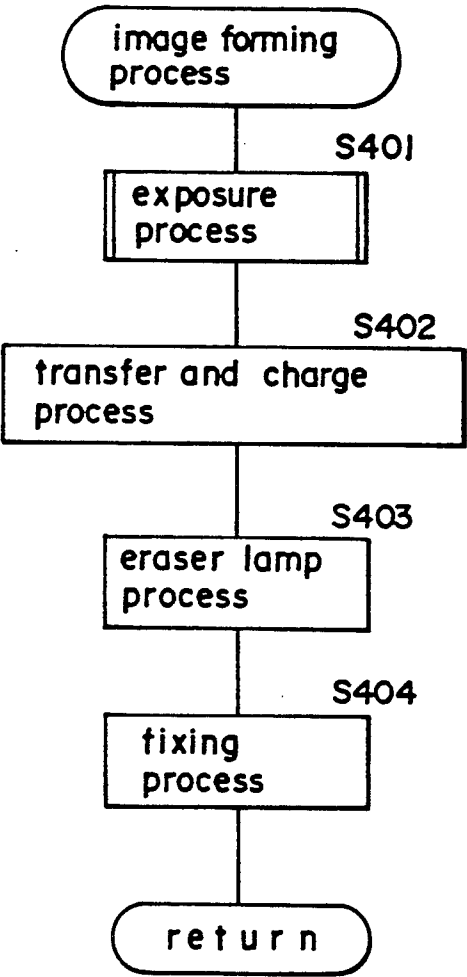 image forming
process
S401
exposure
process
S402
transfer and charge
process
S403
eraser lamp
process
S404
fixing
process
return